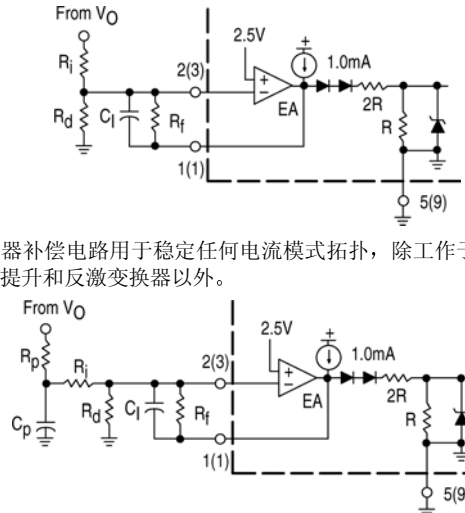 From VO
2.5V
+
1.0mA
Ri
2(3)
+
−
EA
2R
Rd
CI
Rf
R
1(1)
5(9)
器补偿电路用于稳定任何电流模式拓扑，除工作于
提升和反激变换器以外。
From VO
2.5V
+
1.0mA
Rp
Ri
2(3)
+
−
EA
2R
Rd
CI
Rf
R
Cp
1(1)
5(9